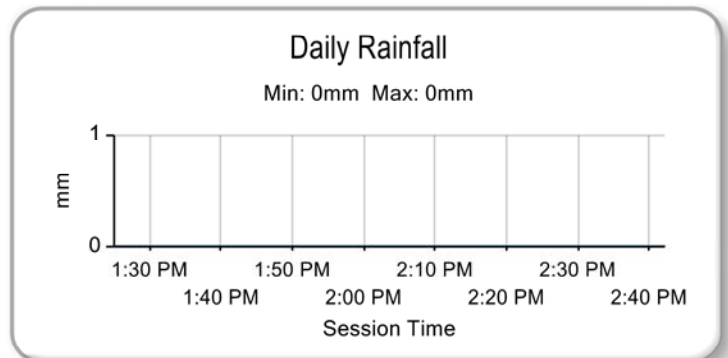 Daily Rainfall
Min: 0mm  Max: 0mm
1
mm
0
1:30 PM 1:50 PM 2:10 PM 2:30 PM
1:40 PM 2:00 PM 2:20 PM 2:40 PM
Session Time